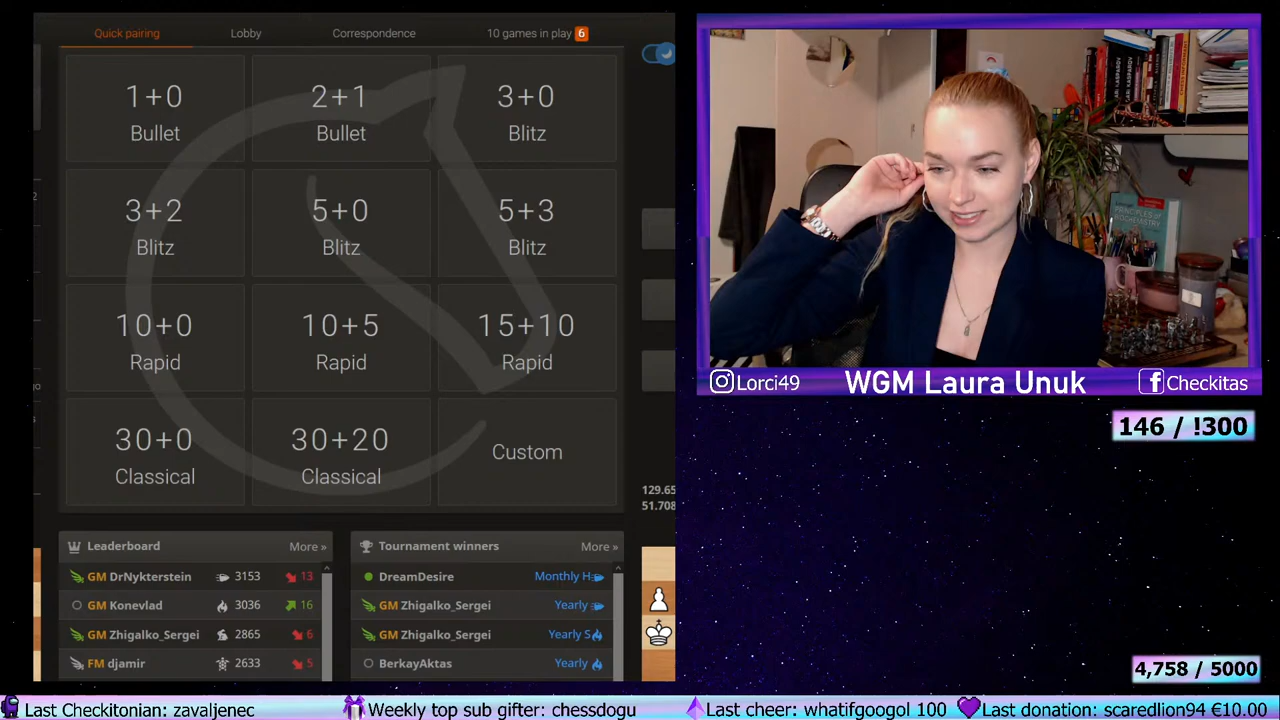 Quick pairing
Lobby
Correspondence
10 games in play 6
1+0
Bullet
2+1
Bullet
3+0
Blitz
3+2
Blitz
5+0
Blitz
5+3
Blitz
10+0
Rapid
10+5
Rapid
15+10
Rapid
30+0
Classical
30+20
Classical
Custom
129.65
51.708
Leaderboard
More »
GM DrNykterstein 3153 13
GM Konevlad 3036 16
GM Zhigalko_Sergei 2865 6
FM djamir 2633 5
Tournament winners
More »
DreamDesire Monthly H
GM Zhigalko_Sergei Yearly
GM Zhigalko_Sergei Yearly S
BerkayAktas Yearly
PRINCIPLES OF
BIOCHEMISTRY
Lorci49
WGM Laura Unuk
Checkitas
146 / !300
4,758 / 5000
Last Checkitonian: zavaljenec
Weekly top sub gifter: chessdogu
Last cheer: whatifgoogol 100
Last donation: scaredlion94 €10.00